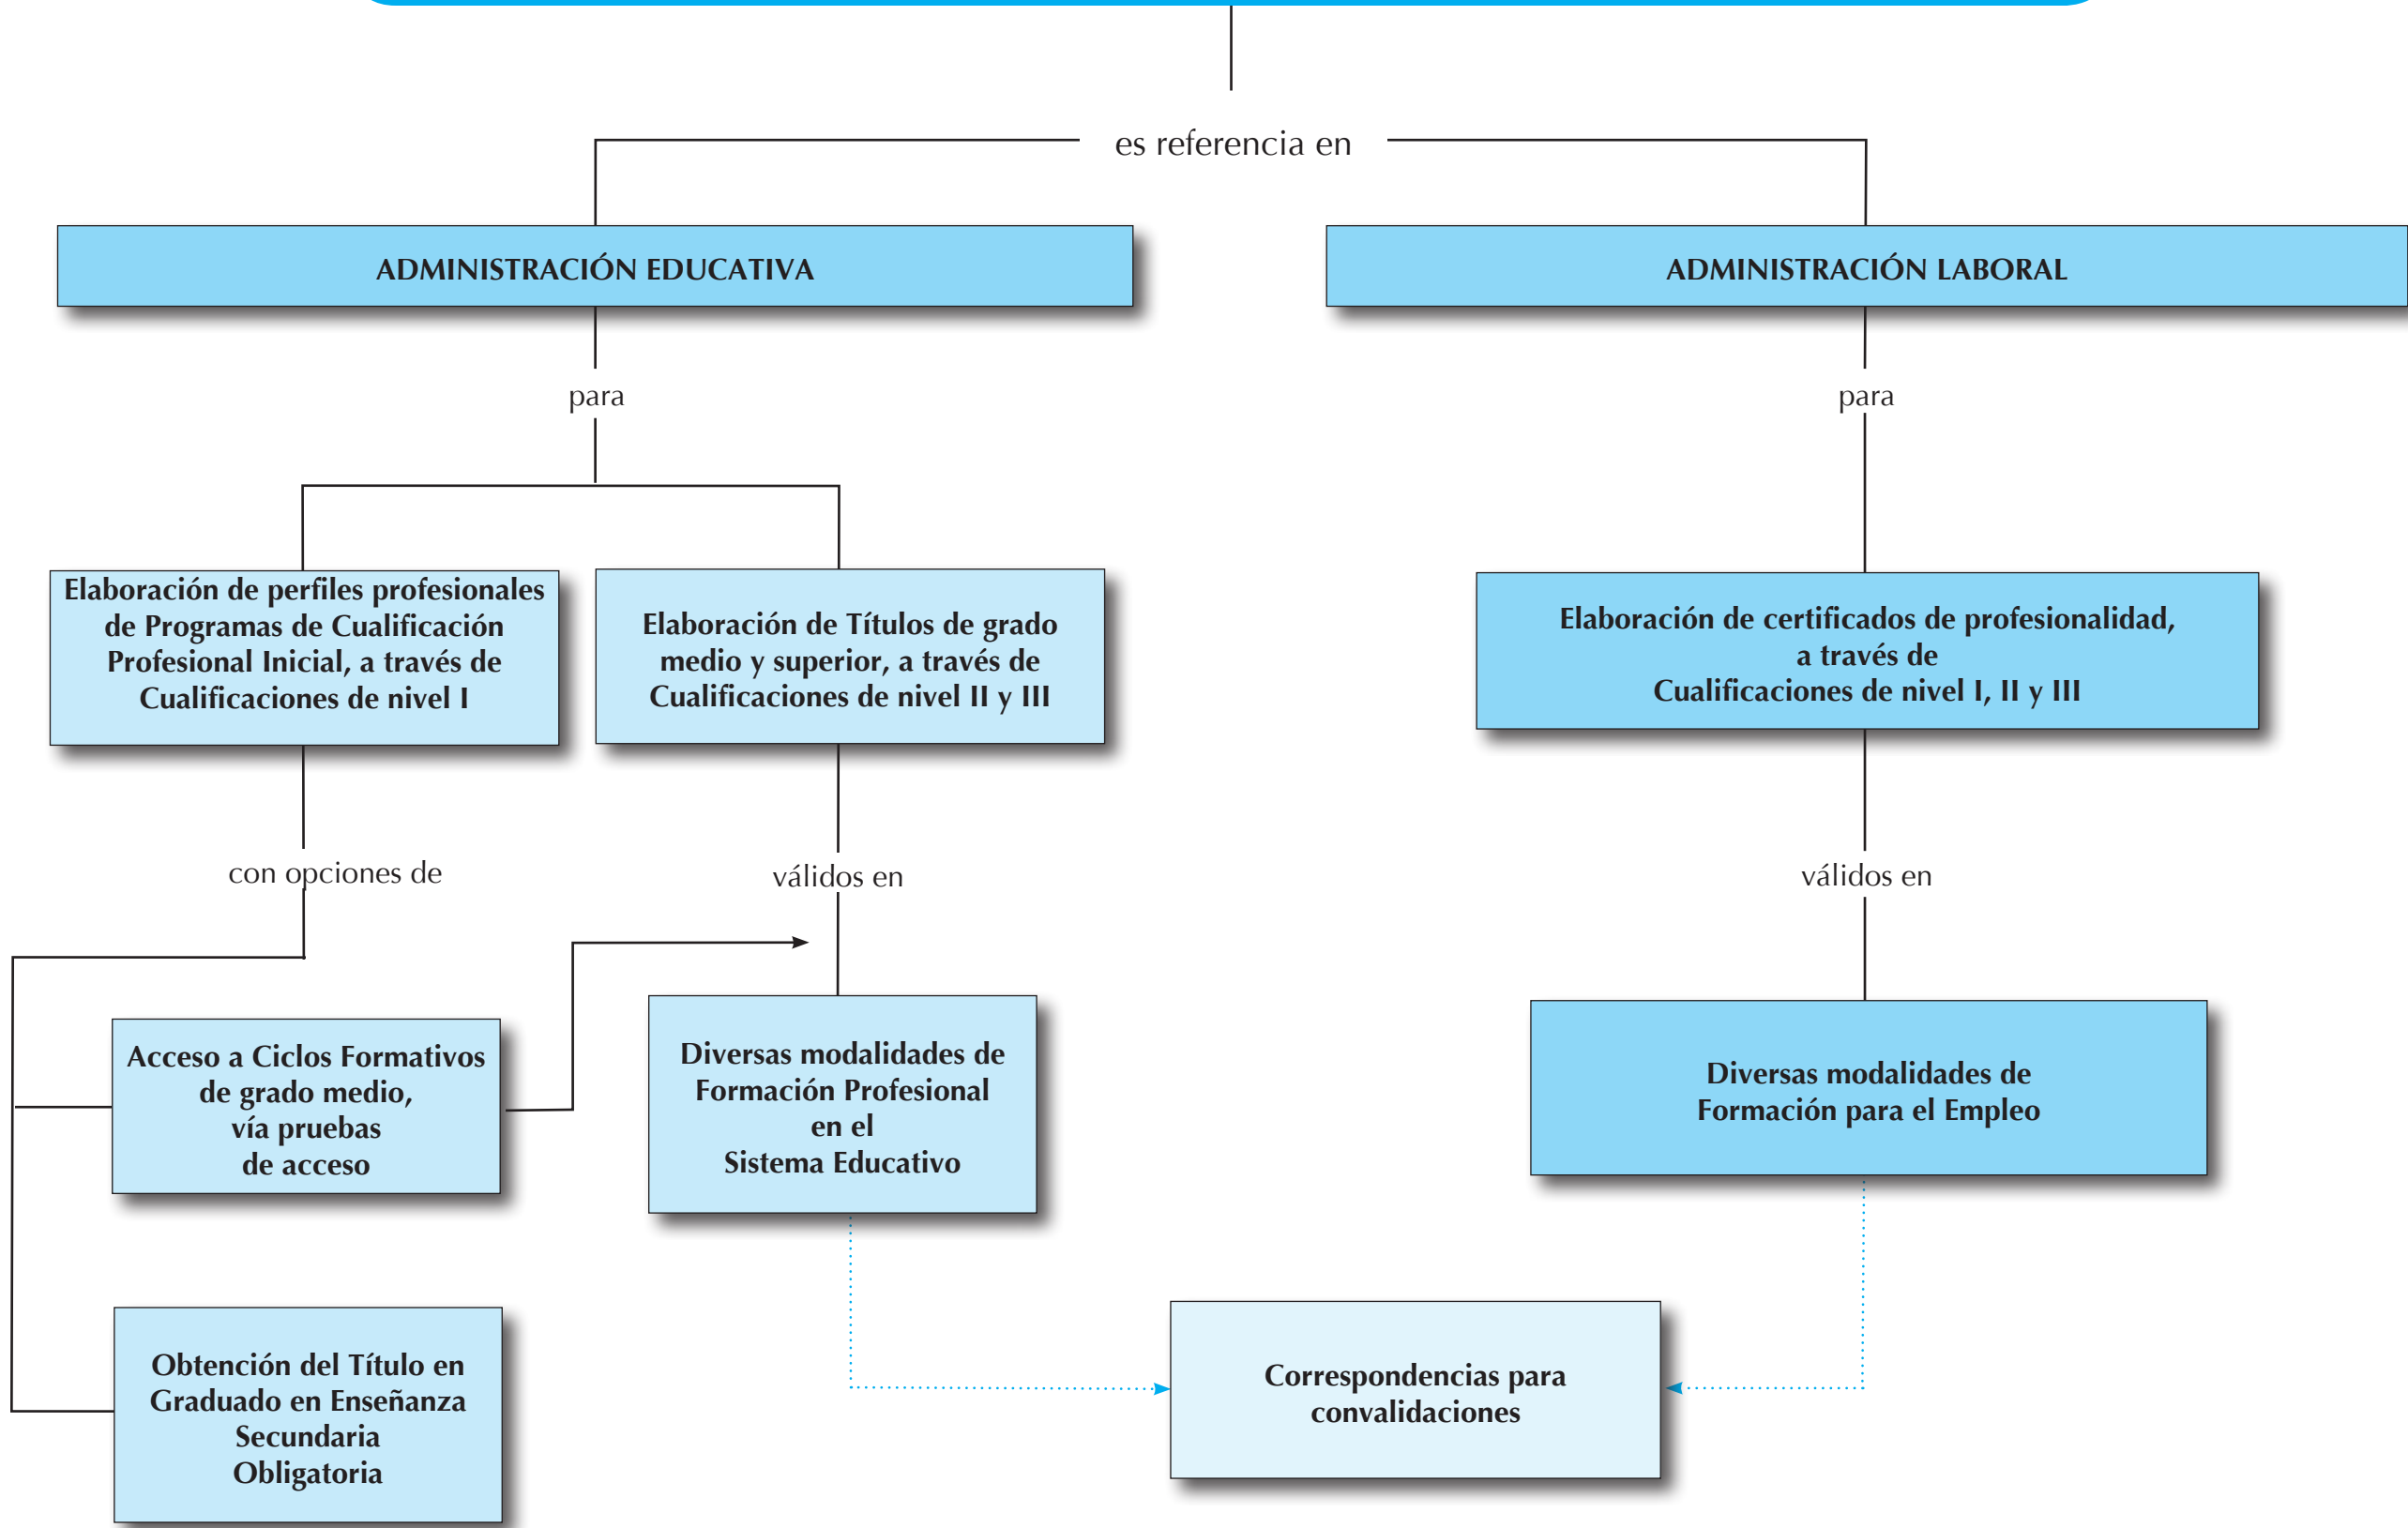 es referencia en
ADMINISTRACIÓN EDUCATIVA
ADMINISTRACIÓN LABORAL
para
para
Elaboración de perfiles profesionales
de Programas de Cualificación
Profesional Inicial, a través de
Cualificaciones de nivel I
Elaboración de Títulos de grado
medio y superior, a través de
Cualificaciones de nivel II y III
Elaboración de certificados de profesionalidad,
a través de
Cualificaciones de nivel I, II y III
con opciones de
válidos en
válidos en
Acceso a Ciclos Formativos
de grado medio,
vía pruebas
de acceso
Diversas modalidades de
Formación Profesional
en el
Sistema Educativo
Diversas modalidades de
Formación para el Empleo
Obtención del Título en
Graduado en Enseñanza
Secundaria
Obligatoria
Correspondencias para
convalidaciones